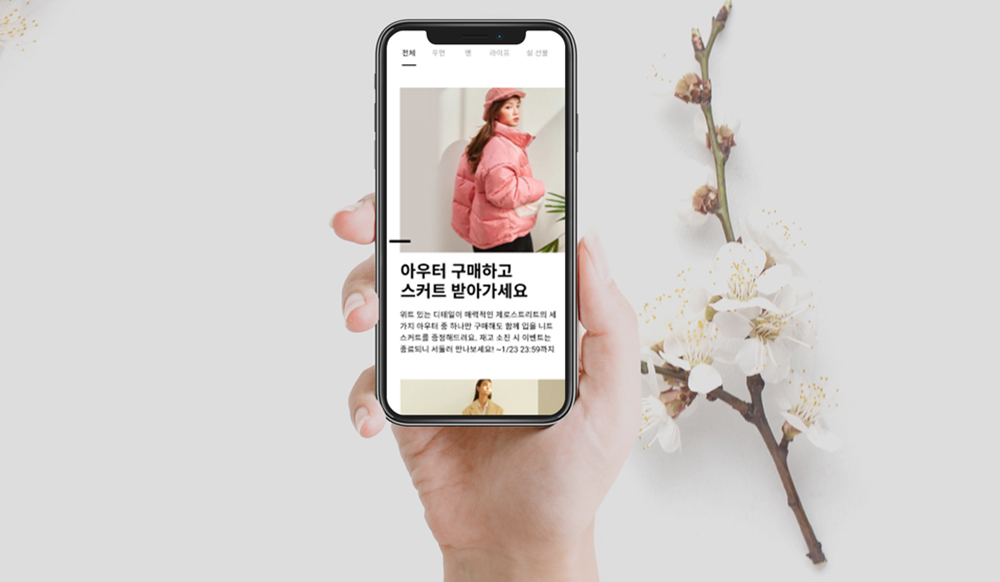 전체 우먼 맨 라이프 설 선물
아우터 구매하고
스커트 받아가세요
위트 있는 디테일이 매력적인 제로스트리트의 세
가지 아우터 중 하나만 구매해도 함께 입을 니트
스커트를 증정해드려요. 재고 소진 시 이벤트는
종료되니 서둘러 만나보세요! ~1/23 23:59까지